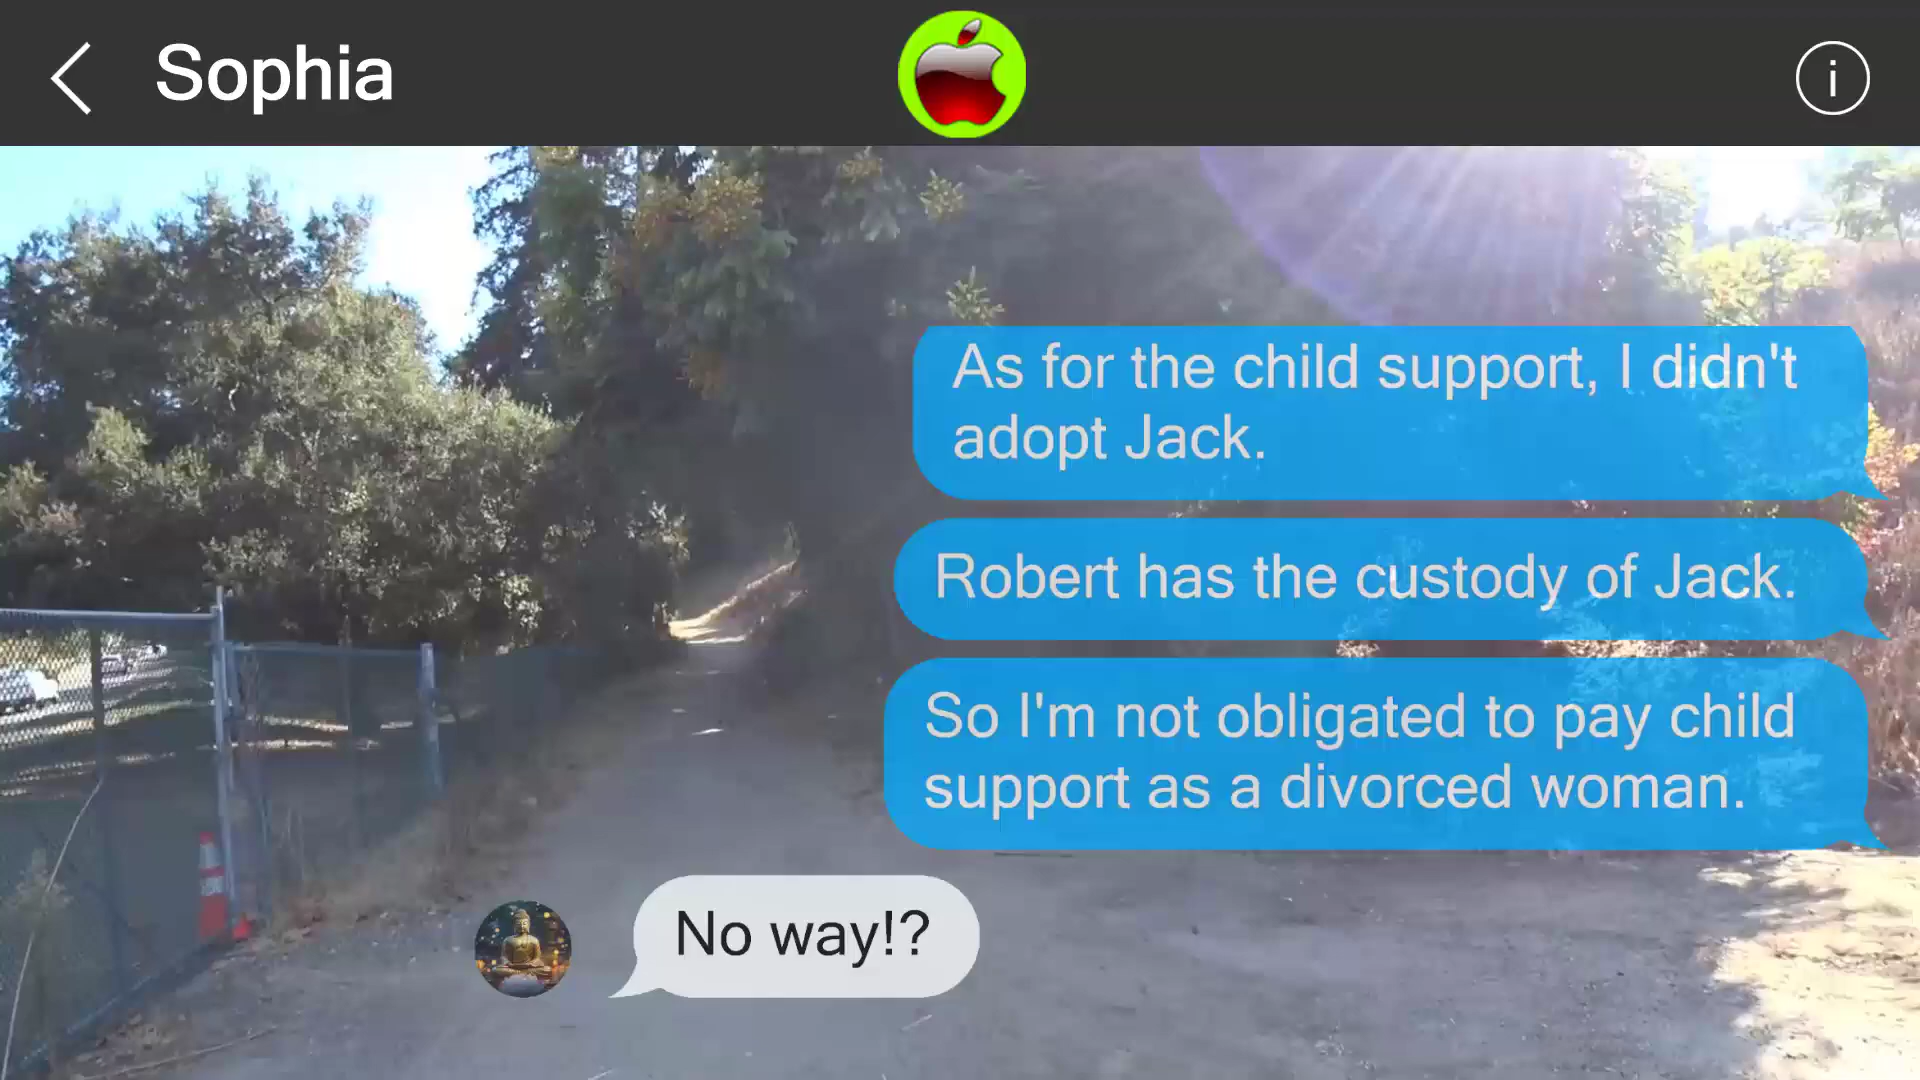 Sophia
As for the child support, I didn't
adopt Jack.
Robert has the custody of Jack.
So I'm not obligated to pay child
support as a divorced woman.
No way!?